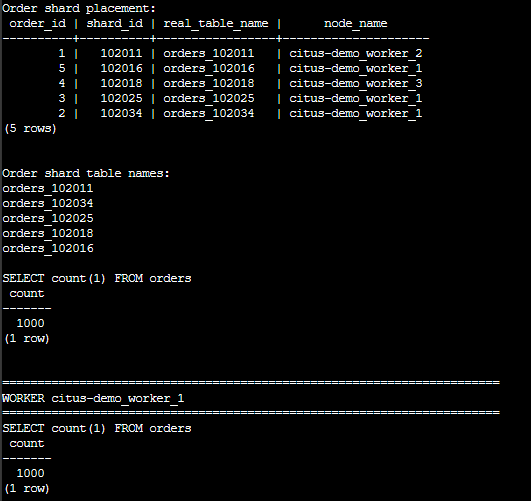 Order shard placement:
 order_id | shard_id | real_table_name |      node_name
----------+----------+-----------------+---------------------
        1 |   102011 | orders_102011   | citus-demo_worker_2
        5 |   102016 | orders_102016   | citus-demo_worker_1
        4 |   102018 | orders_102018   | citus-demo_worker_3
        3 |   102025 | orders_102025   | citus-demo_worker_1
        2 |   102034 | orders_102034   | citus-demo_worker_1
(5 rows)
Order shard table names:
orders_102011
orders_102034
orders_102025
orders_102018
orders_102016
SELECT count(1) FROM orders
 count
-------
  1000
(1 row)
======================================================================
WORKER citus-demo_worker_1
======================================================================
SELECT count(1) FROM orders
 count
-------
  1000
(1 row)